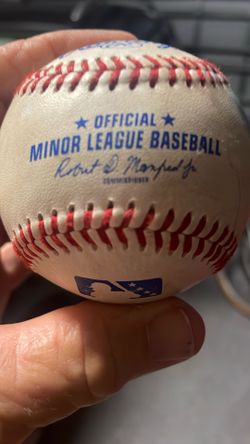 ★ OFFICIAL ★
MINOR LEAGUE BASEBALL
Robert D. Manfred Jr.
COMMISSIONER